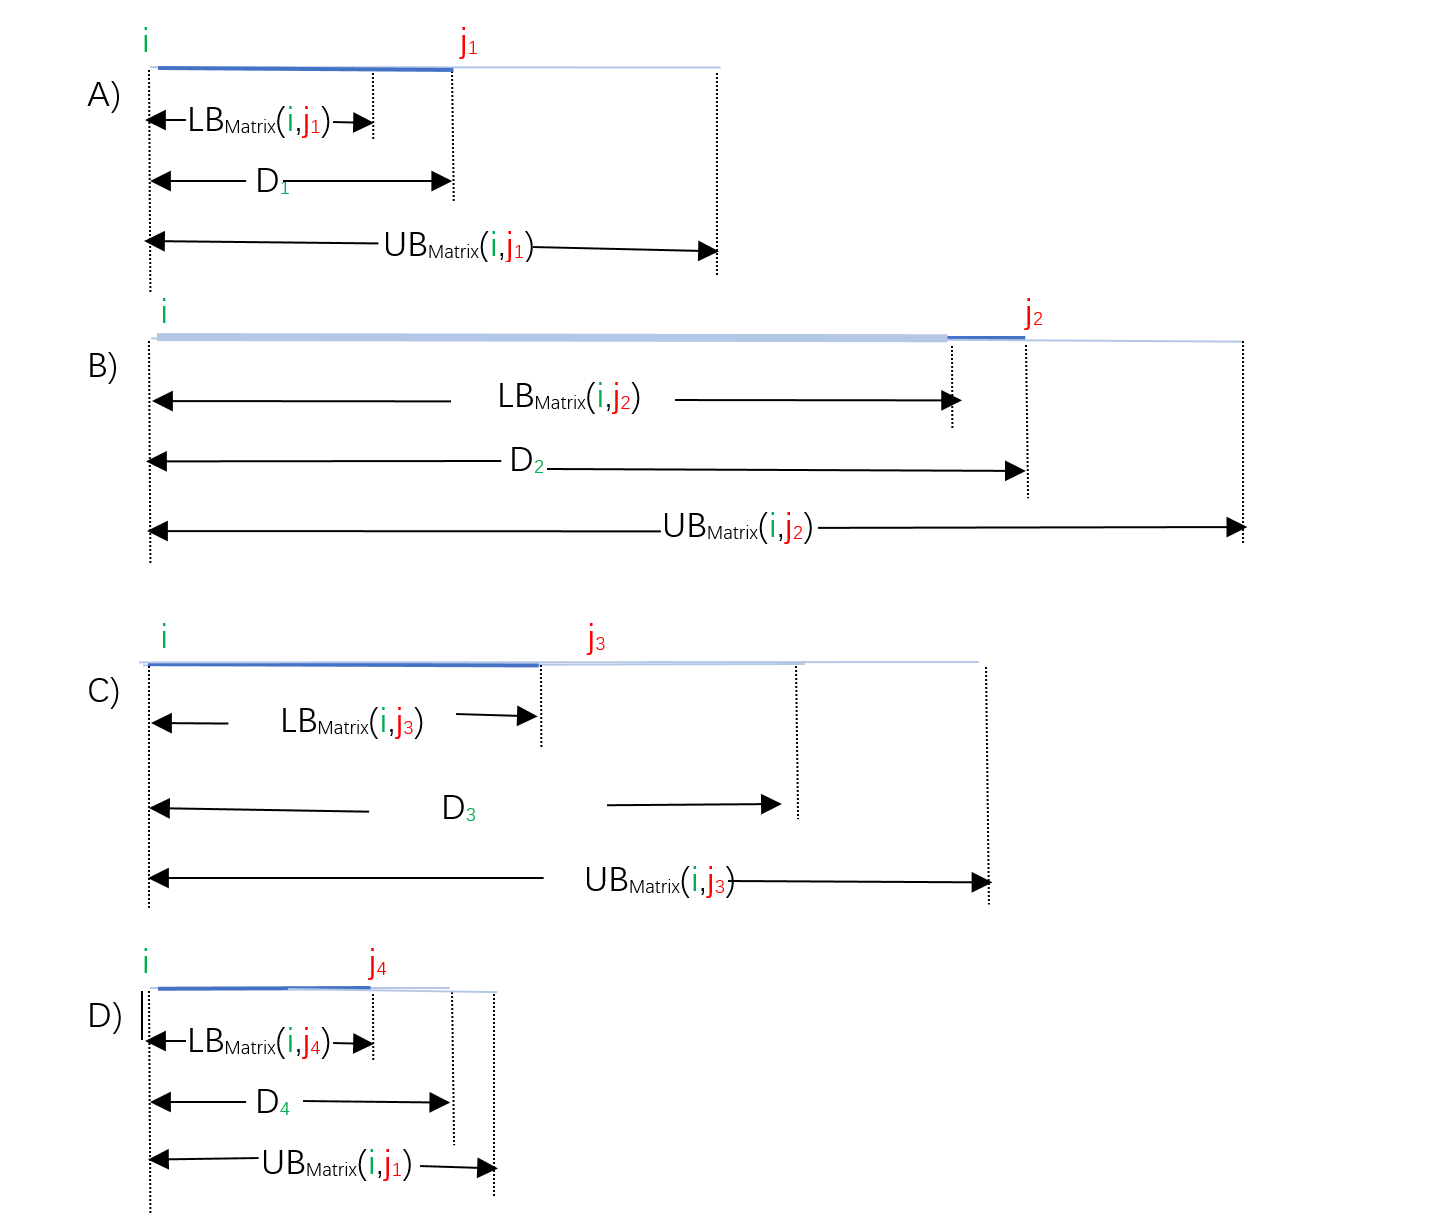 i j1
A)
LBMatrix(i,j1)
D1
UBMatrix(i,j1)
i j2
B)
LBMatrix(i,j2)
D2
UBMatrix(i,j2)
i j3
C)
LBMatrix(i,j3)
D3
UBMatrix(i,j3)
i j4
D)
LBMatrix(i,j4)
D4
UBMatrix(i,j1)